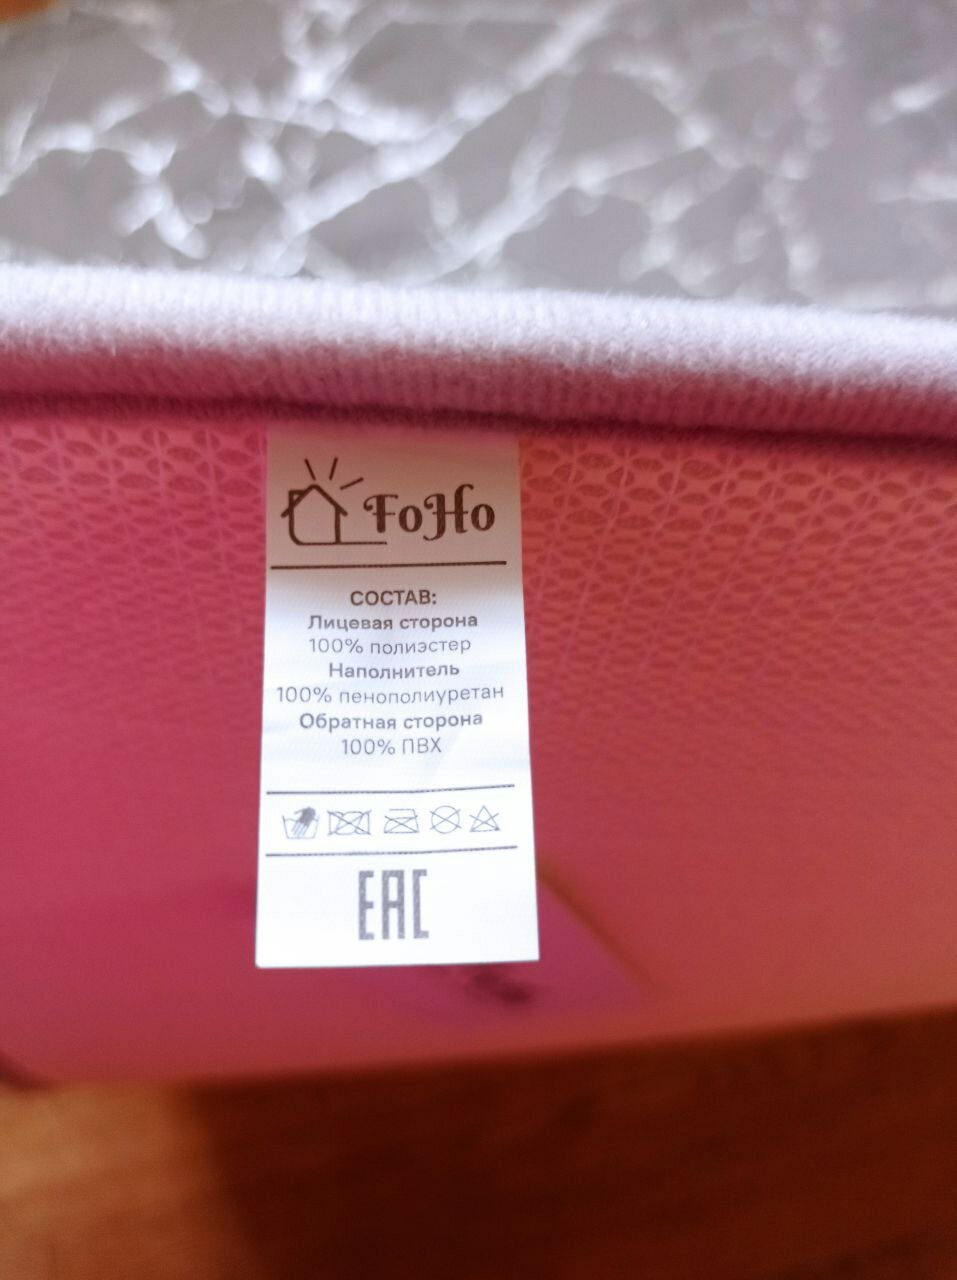 FoHo
СОСТАВ:
Лицевая сторона
100% полиэстер
Наполнитель
100% пенополиуретан
Обратная сторона
100% ПВХ
EAC